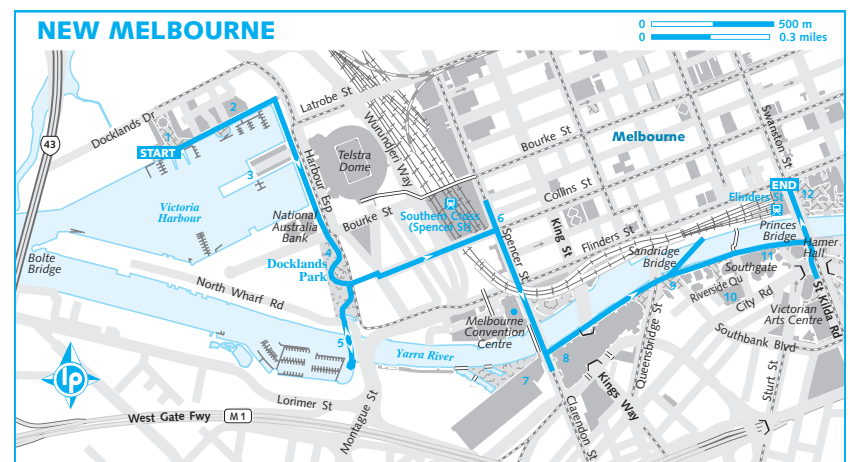 NEW MELBOURNE
0 500 m
0 0.3 miles
43
Docklands Dr
1
2
START
3
Latrobe St
Wurundjeri Way
Telstra
Dome
Harbour Esp
Victoria
Harbour
National
Australia
Bank
Bourke St
Bourke St
Melbourne
Swanston St
Collins St
Southern Cross
(Spencer St)
6
King St
Spencer St
Flinders St
END
12
Flinders St
Princes
Bridge
Hamer
Hall
Bolte
Bridge
4
Docklands
Park
North Wharf Rd
Sandridge
Bridge
9
Southgate
11
Riverside Qu
10
City Rd
St Kilda Rd
Victorian
Arts Centre
Southbank Blvd
Melbourne
Convention
Centre
5
Yarra River
8
7
Queensbridge St
Kings Way
Sturt St
lp
Lorimer St
West Gate Fwy
M1
Montague St
Clarendon St